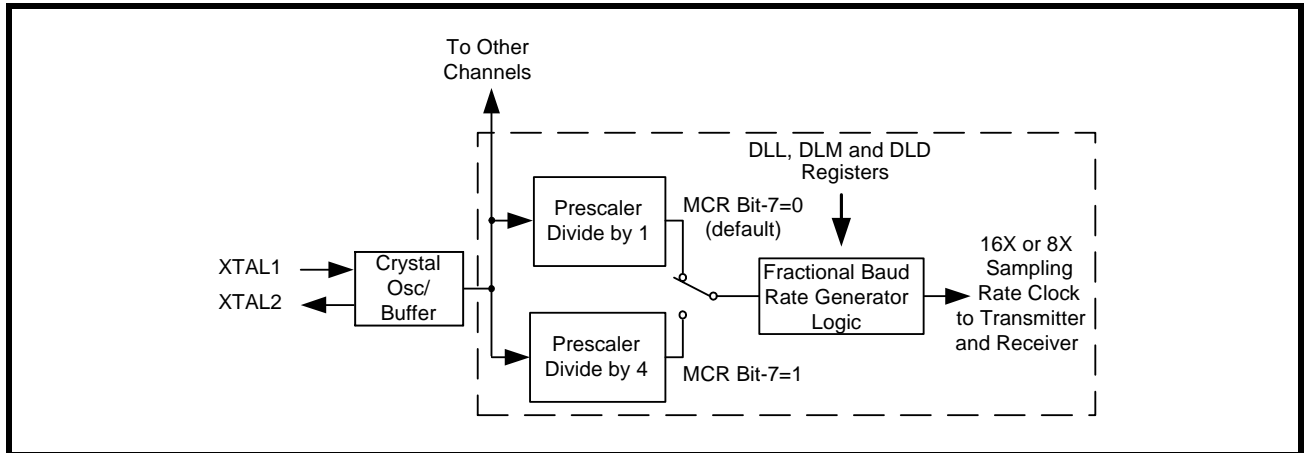 To Other
Channels
DLL, DLM and DLD
Registers
Prescaler
Divide by 1
MCR Bit-7=0
(default)
16X or 8X
Sampling
Rate Clock
to Transmitter
and Receiver
XTAL1
XTAL2
Crystal
Osc/
Buffer
Fractional Baud
Rate Generator
Logic
Prescaler
Divide by 4
MCR Bit-7=1